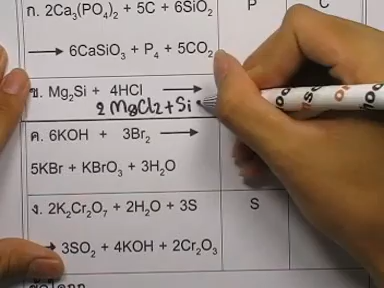 ก. 2Ca₃(PO₄)₂ + 5C + 6SiO₂ P C
⟶ 6CaSiO₃ + P₄ + 5CO₂
ข. Mg₂Si + 4HCl ⟶
2MgCl₂+Si
ค. 6KOH + 3Br₂ ⟶
5KBr + KBrO₃ + 3H₂O
ง. 2K₂Cr₂O₇ + 2H₂O + 3S S
→ 3SO₂ + 4KOH + 2Cr₂O₃